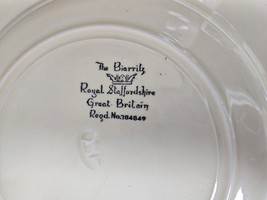 The Biarritz
Royal Staffordshire
Great Britain
Regd. No. 784849